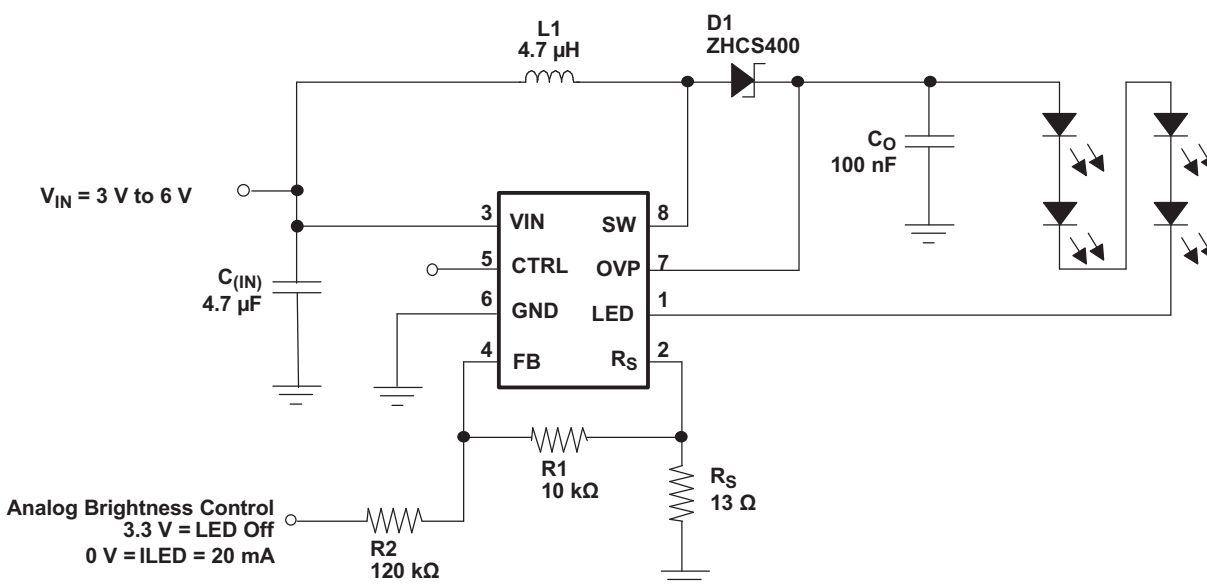 D1
ZHCS400
L1
4.7 µH
CO
100 nF
VIN = 3 V to 6 V
3
VIN
SW
8
5
CTRL
OVP
7
C(IN)
4.7 µF
6
GND
LED
1
4
FB
RS
2
R1
10 kΩ
RS
13 Ω
Analog Brightness Control
3.3 V = LED Off
0 V = ILED = 20 mA
R2
120 kΩ